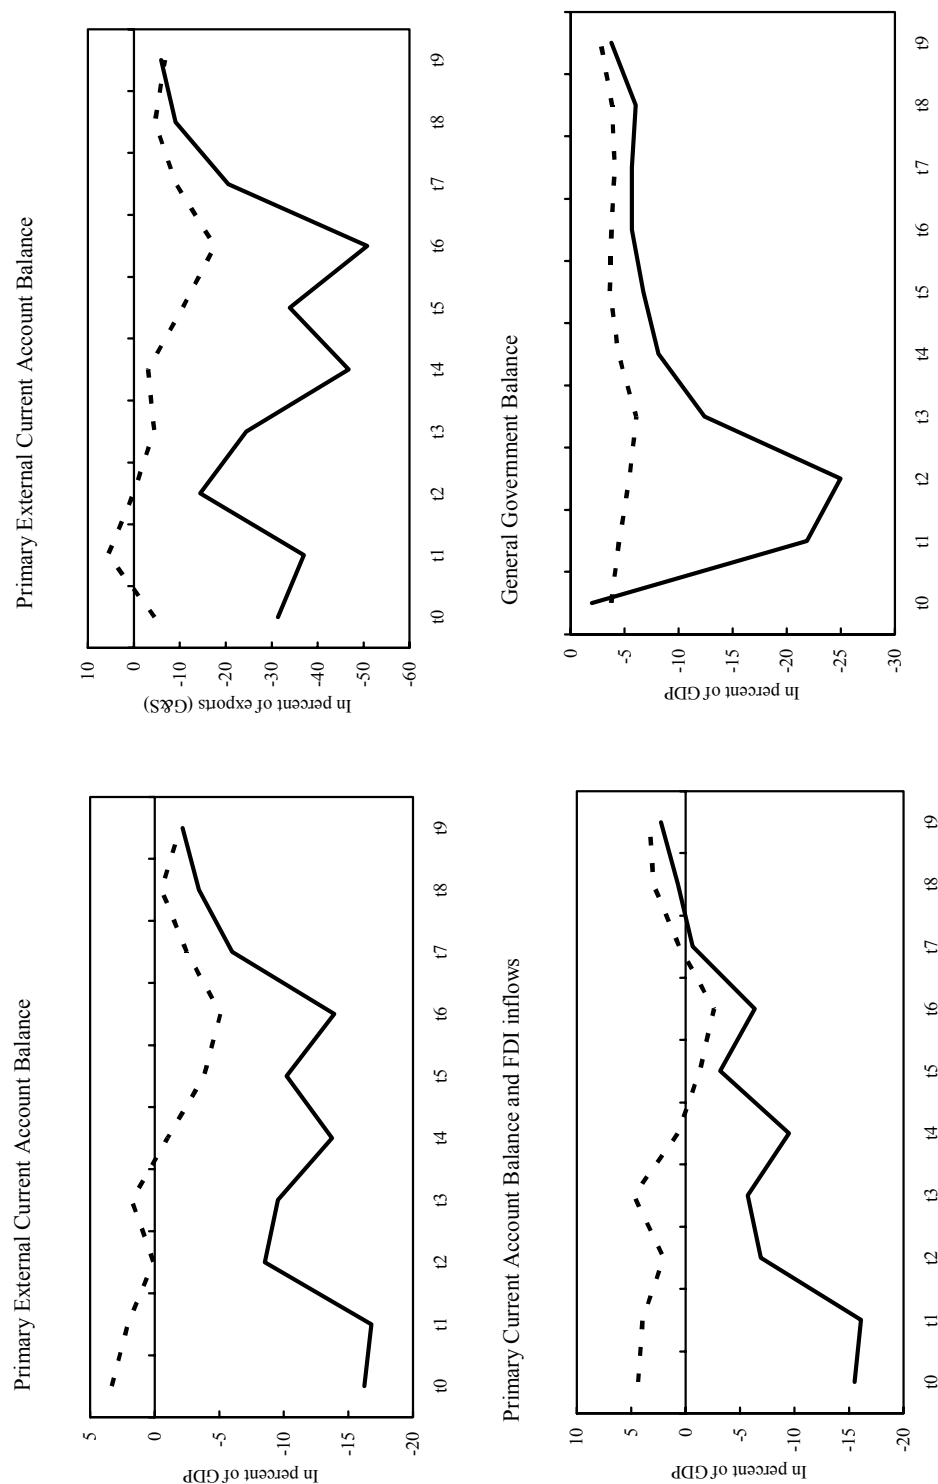 Primary External Current Account Balance
In percent of GDP
5
0
-5
-10
-15
-20
t0
t1
t2
t3
t4
t5
t6
t7
t8
t9
Primary External Current Account Balance
In percent of exports (G&S)
10
0
-10
-20
-30
-40
-50
-60
t0
t1
t2
t3
t4
t5
t6
t7
t8
t9
Primary Current Account Balance and FDI inflows
In percent of GDP
10
5
0
-5
-10
-15
-20
t0
t1
t2
t3
t4
t5
t6
t7
t8
t9
General Government Balance
In percent of GDP
0
-5
-10
-15
-20
-25
-30
t0
t1
t2
t3
t4
t5
t6
t7
t8
t9